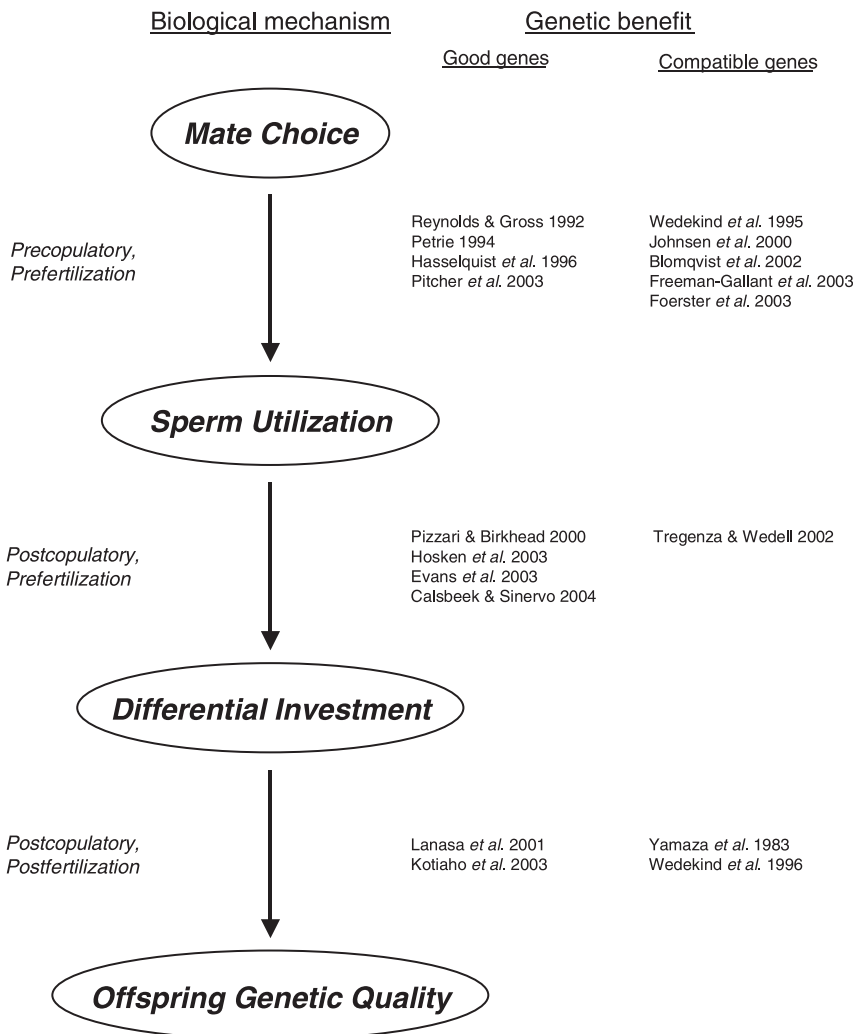 Biological mechanism
Genetic benefit
Good genes
Compatible genes
Mate Choice
Precopulatory,
Prefertilization
Reynolds & Gross 1992
Petrie 1994
Hasselquist et al. 1996
Pitcher et al. 2003
Wedekind et al. 1995
Johnsen et al. 2000
Blomqvist et al. 2002
Freeman-Gallant et al. 2003
Foerster et al. 2003
Sperm Utilization
Postcopulatory,
Prefertilization
Pizzari & Birkhead 2000
Hosken et al. 2003
Evans et al. 2003
Calsbeek & Sinervo 2004
Tregenza & Wedell 2002
Differential Investment
Postcopulatory,
Postfertilization
Lanasa et al. 2001
Kotiaho et al. 2003
Yamaza et al. 1983
Wedekind et al. 1996
Offspring Genetic Quality